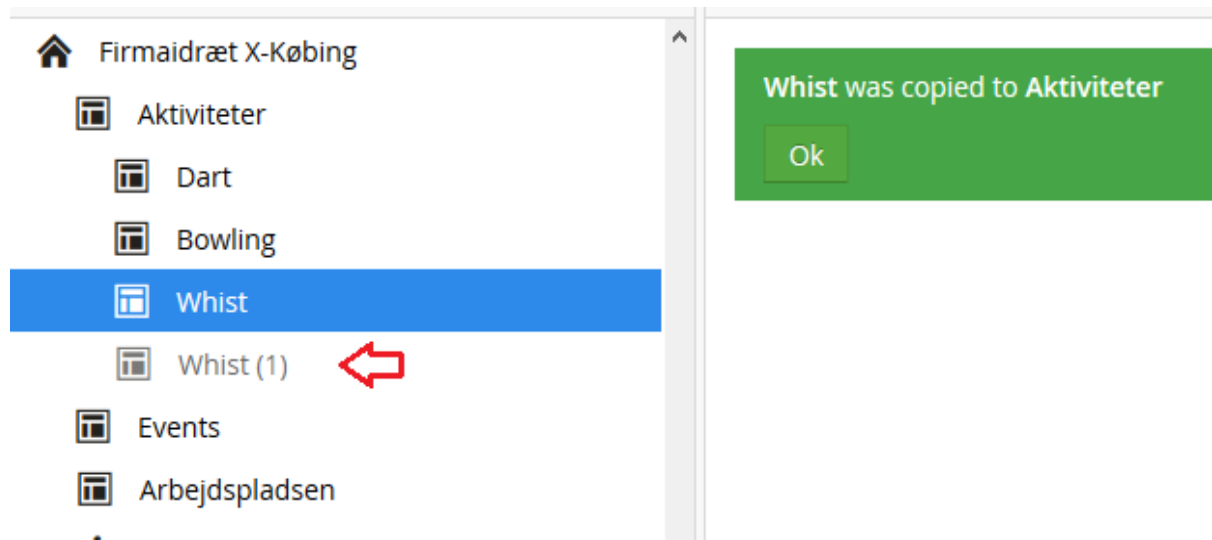 Firmaidræt X-Købing
Aktiviteter
Dart
Bowling
Whist
Whist (1)
Events
Arbejdspladsen
Whist was copied to Aktiviteter
Ok